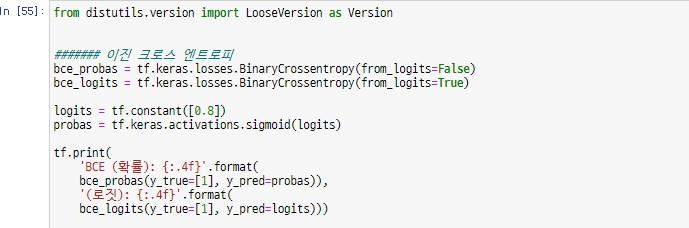 In [55]: from distutils.version import LooseVersion as Version
####### 이진 크로스 엔트로피
bce_probas = tf.keras.losses.BinaryCrossentropy(from_logits=False)
bce_logits = tf.keras.losses.BinaryCrossentropy(from_logits=True)
logits = tf.constant([0.8])
probas = tf.keras.activations.sigmoid(logits)
tf.print(
'BCE (확률): {:.4f}'.format(
bce_probas(y_true=[1], y_pred=probas)),
'(로짓): {:.4f}'.format(
bce_logits(y_true=[1], y_pred=logits)))